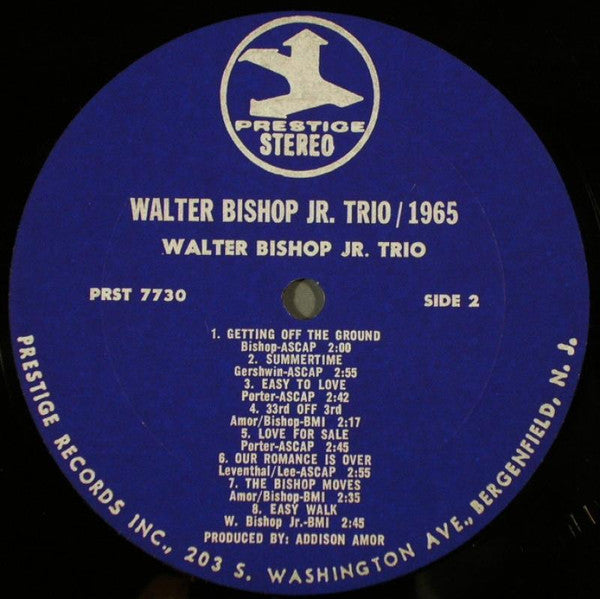 PRESTIGE
STEREO
WALTER BISHOP JR. TRIO / 1965
WALTER BISHOP JR. TRIO
PRST 7730
SIDE 2
1. GETTING OFF THE GROUND
Bishop-ASCAP 2:00
2. SUMMERTIME
Gershwin-ASCAP 2:55
3. EASY TO LOVE
Porter-ASCAP 2:42
4. 33rd OFF 3rd
Amor/Bishop-BMI 2:17
5. LOVE FOR SALE
Porter-ASCAP 2:45
6. OUR ROMANCE IS OVER
Leventhal/Lee-ASCAP 2:55
7. THE BISHOP MOVES
Amor/Bishop-BMI 2:35
8. EASY WALK
W. Bishop Jr.-BMI 2:45
PRODUCED BY: ADDISON AMOR
PRESTIGE RECORDS INC., 203 S. WASHINGTON AVE., BERGENFIELD, N. J.